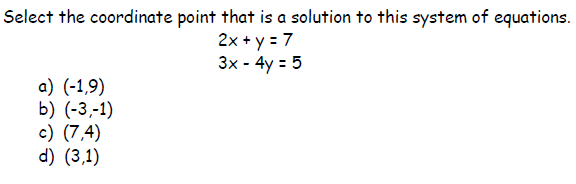 Select the coordinate point that is a solution to this system of equations.
2x + y = 7
3x - 4y = 5
a) (-1,9)
b) (-3,-1)
c) (7,4)
d) (3,1)